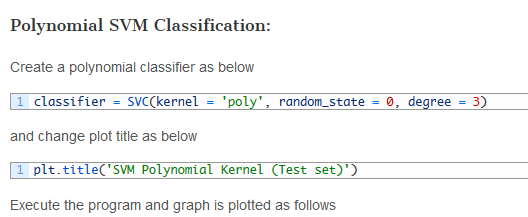 Polynomial SVM Classification:
Create a polynomial classifier as below
1 classifier = SVC(kernel = 'poly', random_state = 0, degree = 3)
and change plot title as below
1 plt.title('SVM Polynomial Kernel (Test set)')
Execute the program and graph is plotted as follows